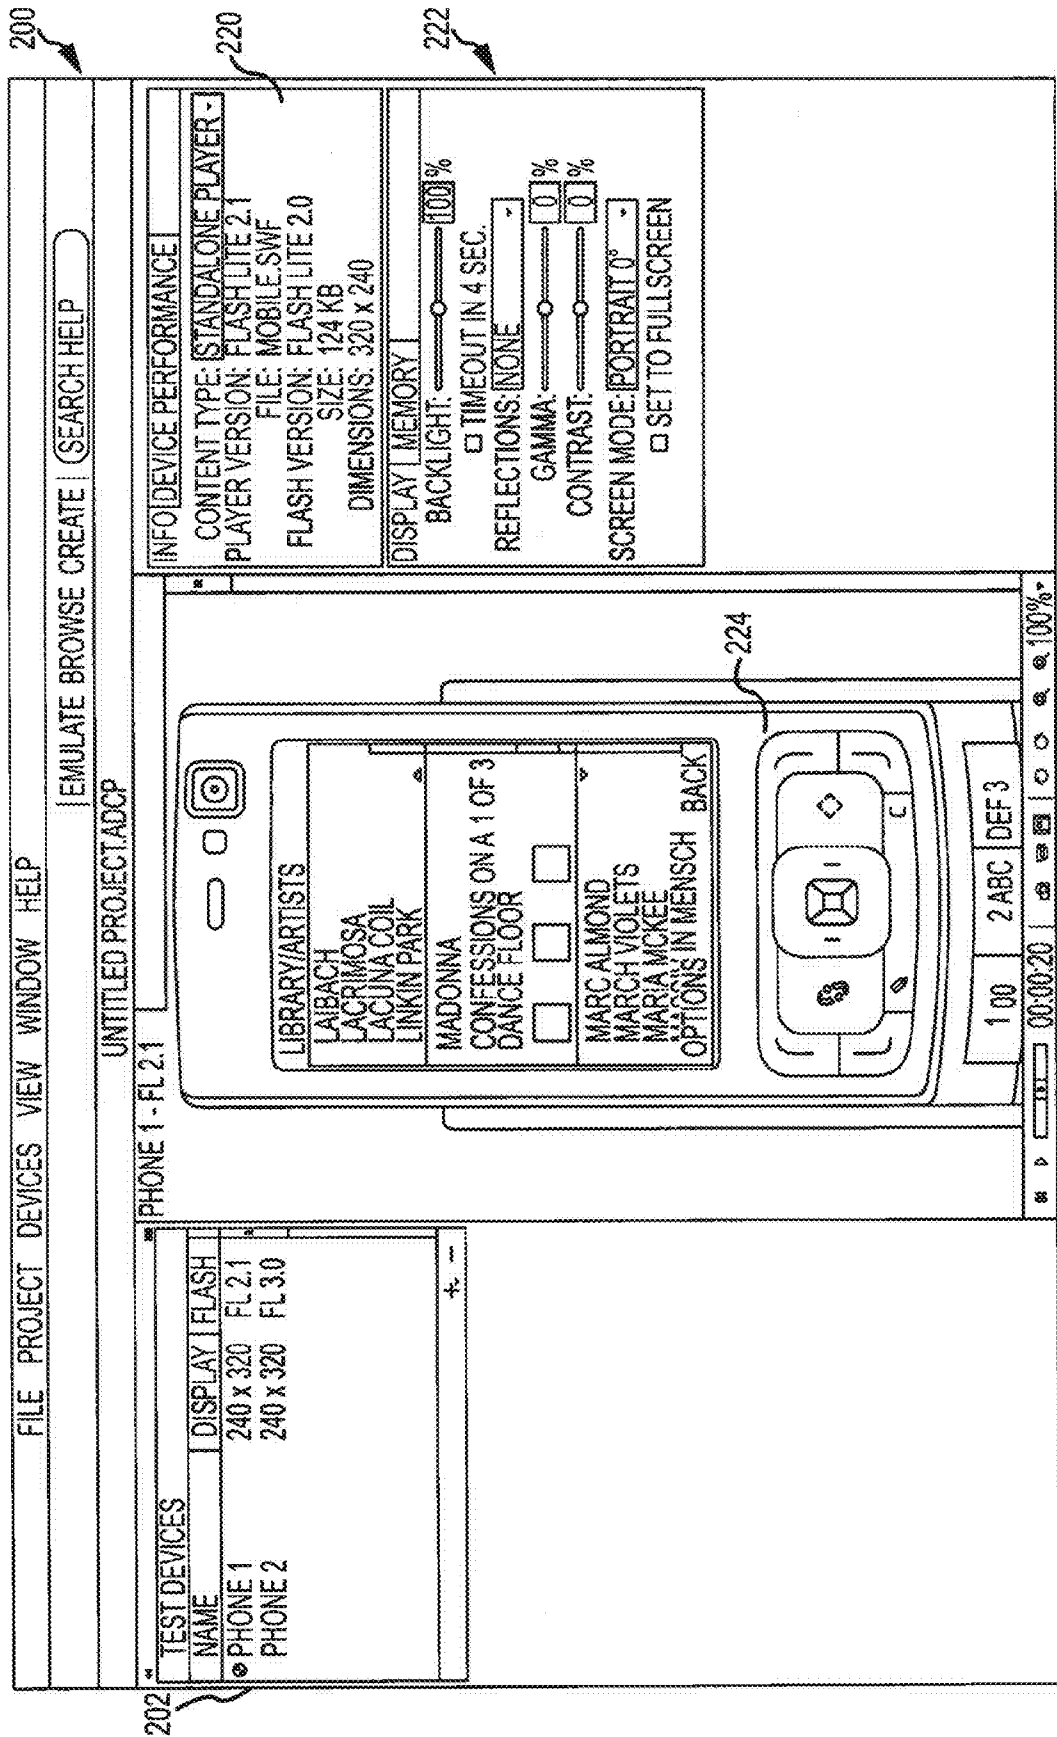 200
FILE PROJECT DEVICES VIEW WINDOW HELP
EMULATE BROWSE CREATE SEARCH HELP
UNTITLED PROJECT.ADCP
202
TEST DEVICES
NAME DISPLAY FLASH
PHONE 1 240 x 320 FL 2.1
PHONE 2 240 x 320 FL 3.0
+ -
PHONE 1 - FL 2.1
LIBRARY/ARTISTS
LAIBACH
LACRIMOSA
LACUNA COIL
LINKIN PARK
MADONNA
CONFESSIONS ON A 1 OF 3
DANCE FLOOR
MARC ALMOND
MARCH VIOLETS
MARIA MCKEE
OPTIONS IN MENSCH BACK
224
C
1 00 2 ABC DEF 3
00:00:20 100%
INFO DEVICE PERFORMANCE
220
CONTENT TYPE: STANDALONE PLAYER
PLAYER VERSION: FLASH LITE 2.1
FILE: MOBILE.SWF
FLASH VERSION: FLASH LITE 2.0
SIZE: 124 KB
DIMENSIONS: 320 x 240
222
DISPLAY MEMORY
BACKLIGHT: 100 %
TIMEOUT IN 4 SEC.
REFLECTIONS: NONE
GAMMA: 0 %
CONTRAST: 0 %
SCREEN MODE: PORTRAIT 0°
SET TO FULLSCREEN